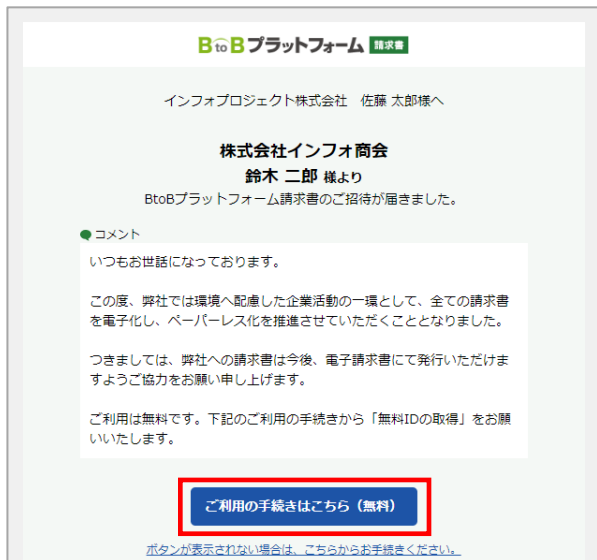 BtoBプラットフォーム 請求書
インフォプロジェクト株式会社　佐藤 太郎様へ
株式会社インフォ商会
鈴木 二郎 様より
BtoBプラットフォーム請求書のご招待が届きました。
コメント
いつもお世話になっております。
この度、弊社では環境へ配慮した企業活動の一環として、全ての請求書
を電子化し、ペーパーレス化を推進させていただくこととなりました。
つきましては、弊社への請求書は今後、電子請求書にて発行いただけま
すようご協力をお願い申し上げます。
ご利用は無料です。下記のご利用の手続きから「無料IDの取得」をお願
いいたします。
ご利用の手続きはこちら（無料）
ボタンが表示されない場合は、こちらからお手続きください。